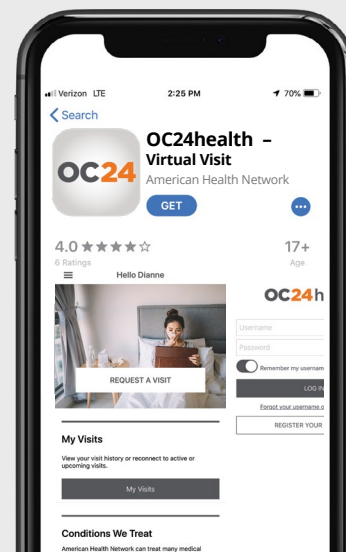 Verizon LTE 2:25 PM 70%
Search
OC24
OC24health –
Virtual Visit
American Health Network
GET
4.0
17+
6 Ratings
Age
Hello Dianne
REQUEST A VISIT
My Visits
View your visit history or reconnect to active or
upcoming visits.
My Visits
Conditions We Treat
American Health Network can treat many medical
OC24h
Username
Password
Remember my usernam
LOG IN
Forgot your username o
REGISTER YOUR